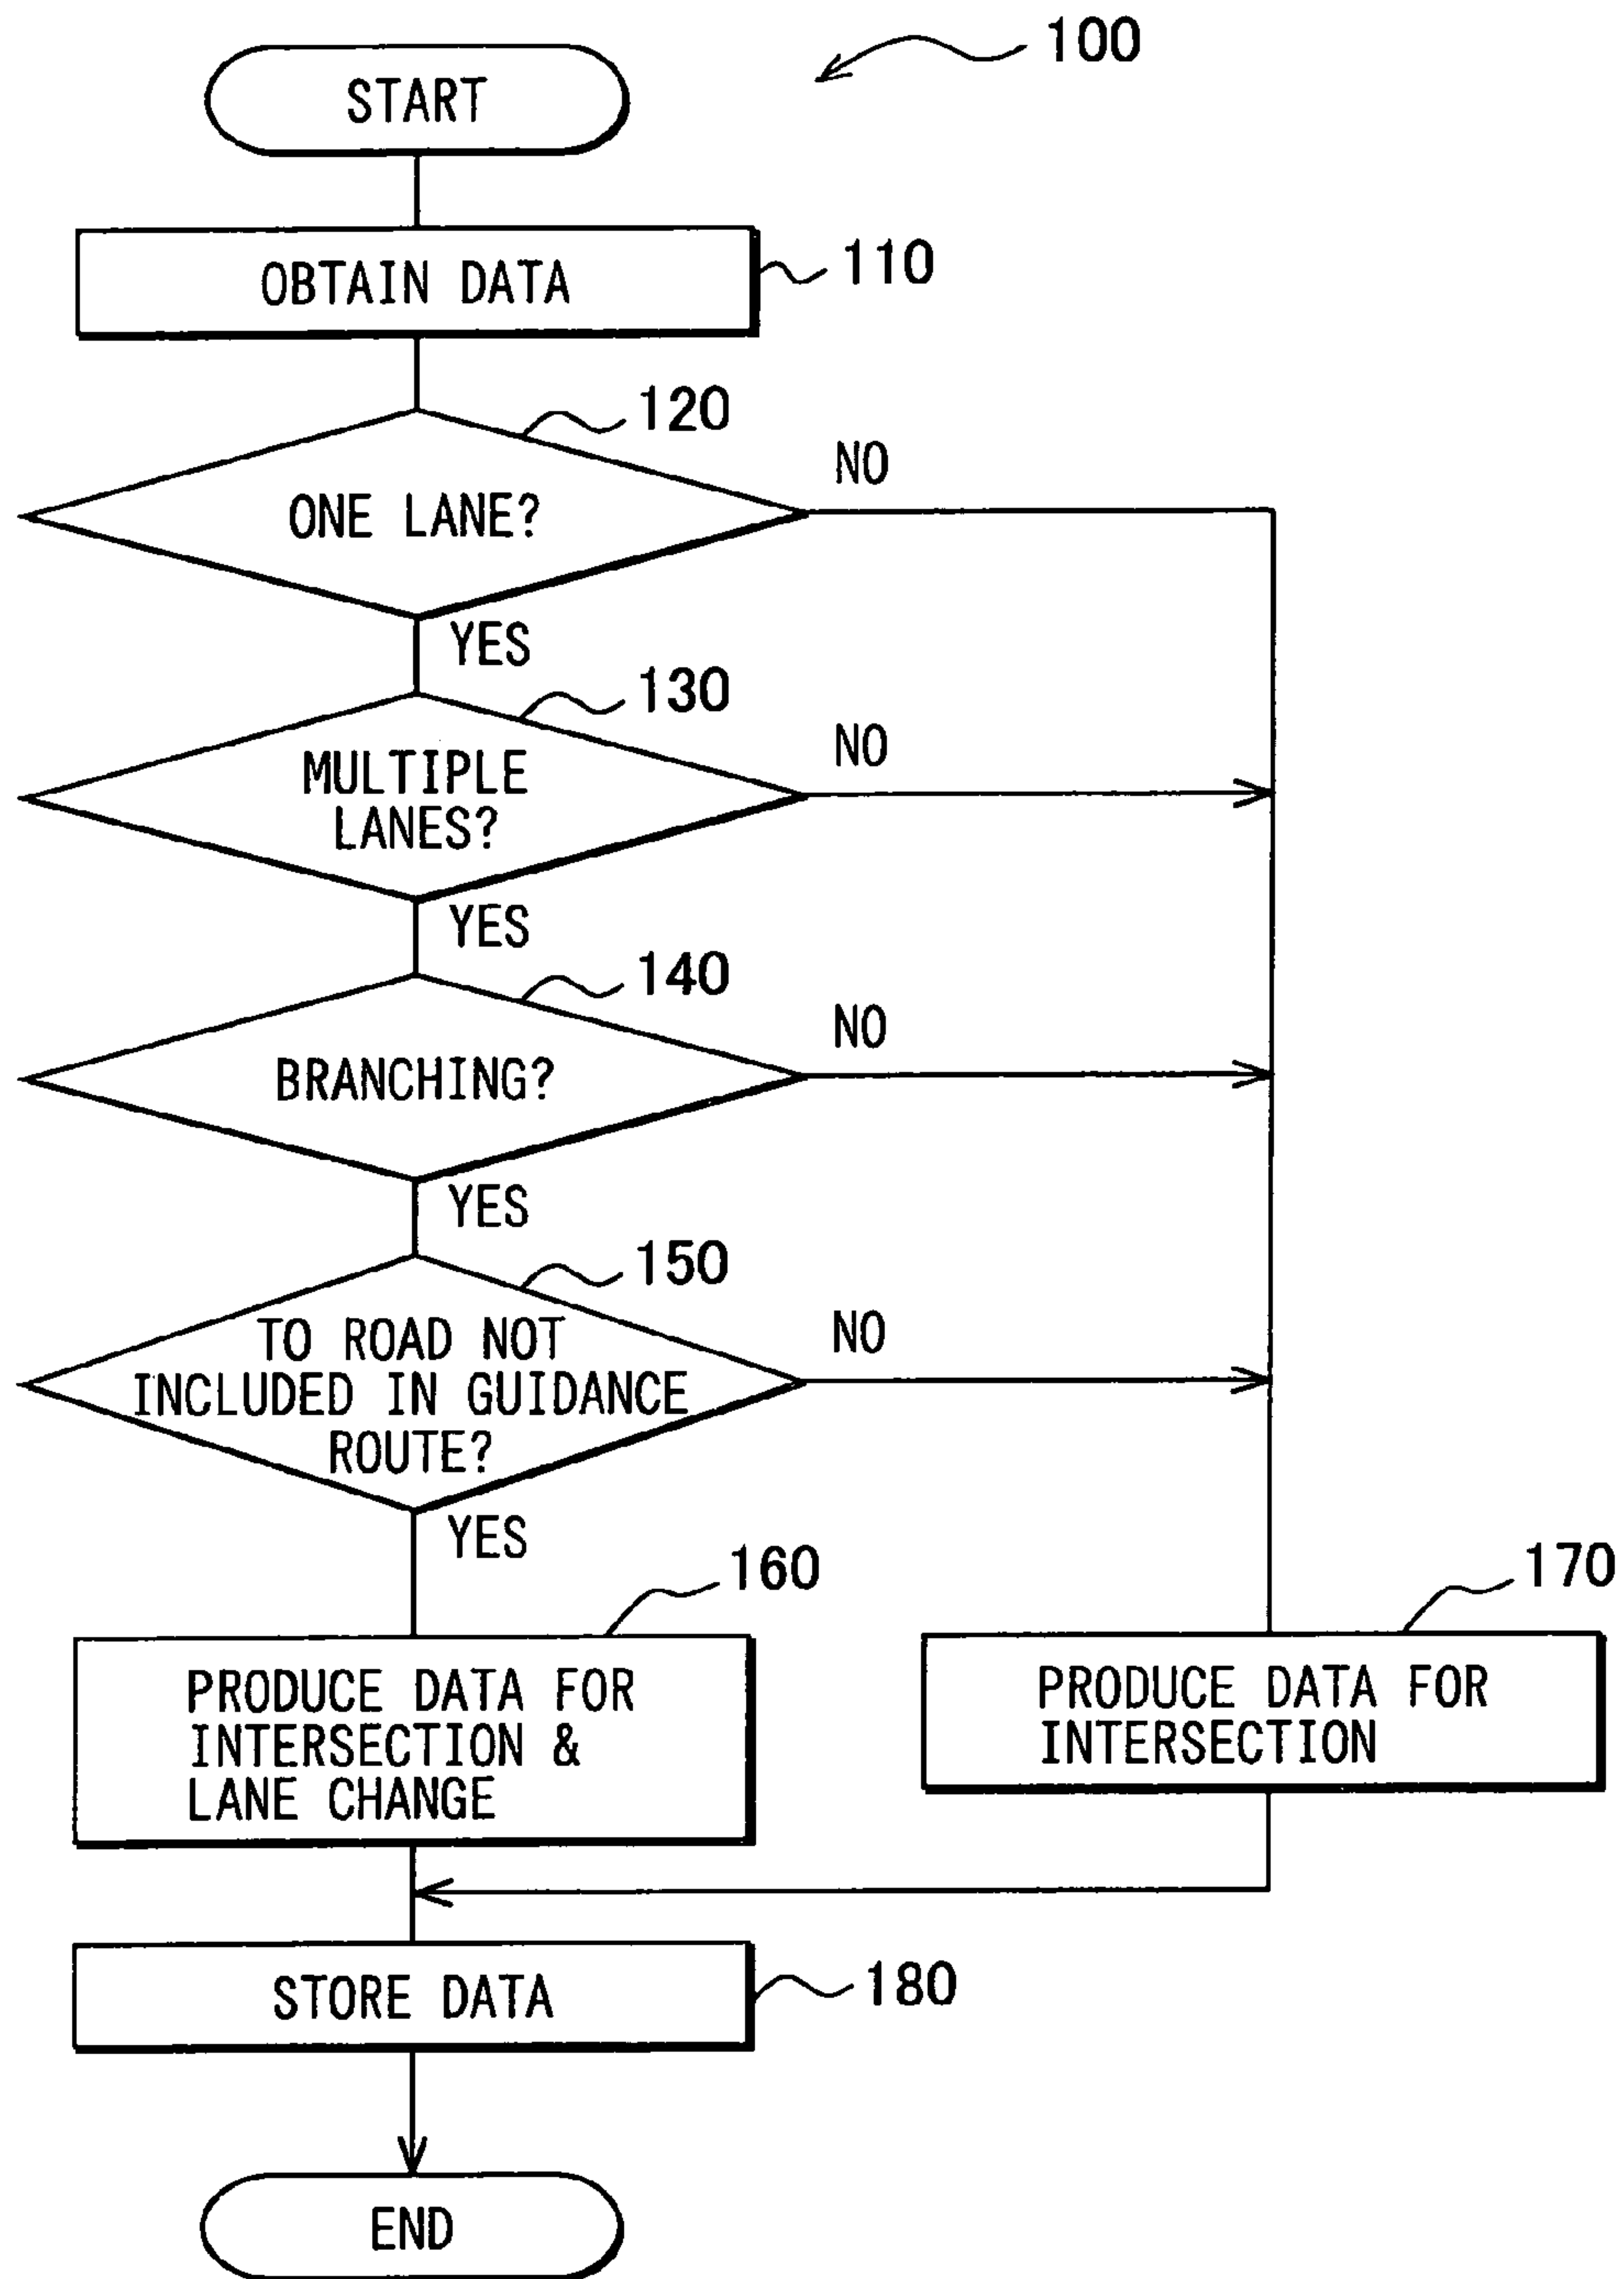 100
START
OBTAIN DATA
110
120
ONE LANE?
NO
YES
130
MULTIPLE
LANES?
NO
YES
140
BRANCHING?
NO
YES
150
TO ROAD NOT
INCLUDED IN GUIDANCE
ROUTE?
NO
YES
160
PRODUCE DATA FOR
INTERSECTION &
LANE CHANGE
170
PRODUCE DATA FOR
INTERSECTION
STORE DATA
180
END